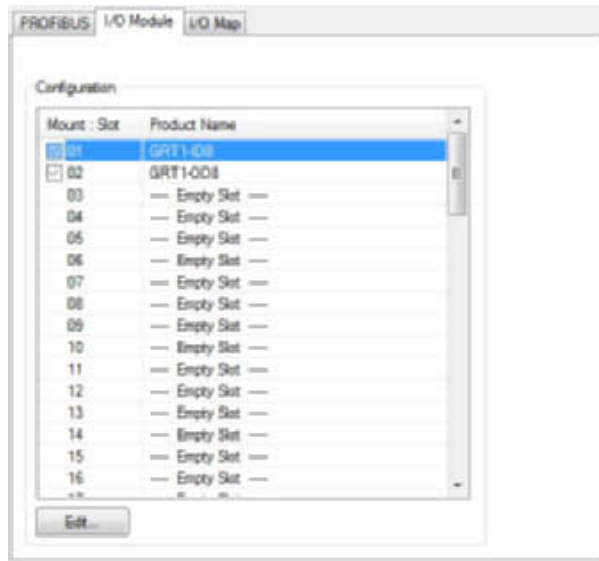 PROFIBUS I/O Module I/O Map
Configuration
Mount : Slot Product Name
01 GRT1-ID8
02 GRT1-OD8
03 --- Empty Slot ---
04 --- Empty Slot ---
05 --- Empty Slot ---
06 --- Empty Slot ---
07 --- Empty Slot ---
08 --- Empty Slot ---
09 --- Empty Slot ---
10 --- Empty Slot ---
11 --- Empty Slot ---
12 --- Empty Slot ---
13 --- Empty Slot ---
14 --- Empty Slot ---
15 --- Empty Slot ---
16 --- Empty Slot ---
Edit...